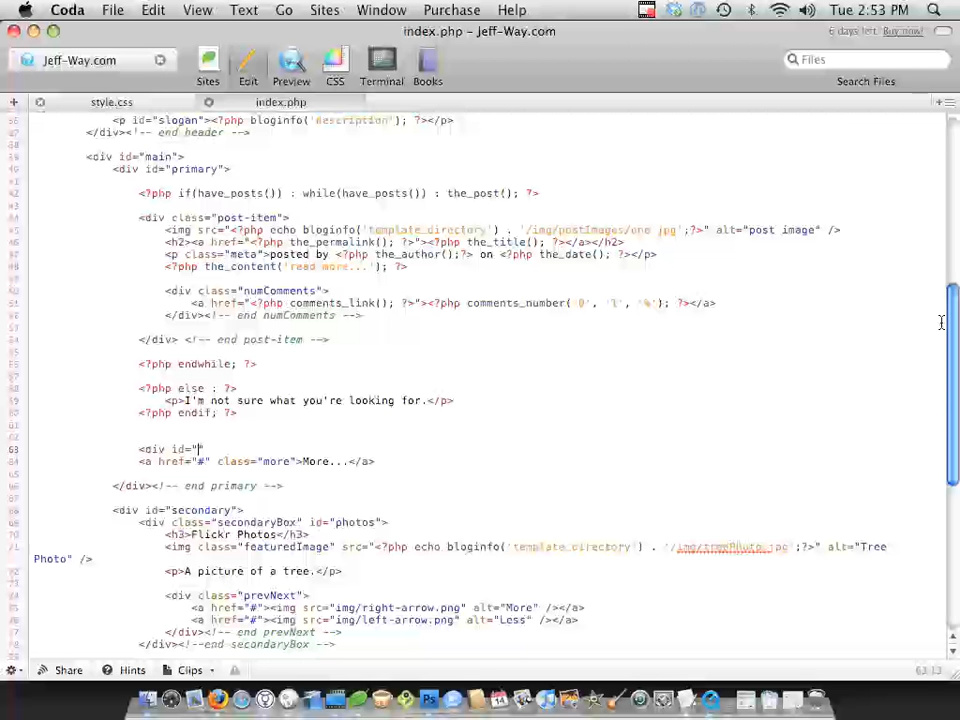 Coda File Edit View Text Go Sites Window Purchase Help Tue 2:53 PM
index.php – Jeff-Way.com 6 days left Buy now!
Jeff-Way.com Sites Edit Preview CSS Terminal Books Files Search Files
style.css index.php
<p id="slogan"><?php bloginfo('description'); ?></p>
</div><!-- end header -->
<div id="main">
<div id="primary">
<?php if(have_posts()) : while(have_posts()) : the_post(); ?>
<div class="post-item">
<img src="<?php echo bloginfo('template_directory') . '/img/postImages/one.jpg';?>" alt="post image" />
<h2><a href="<?php the_permalink(); ?>"><?php the_title(); ?></a></h2>
<p class="meta">posted by <?php the_author();?> on <?php the_date(); ?></p>
<?php the_content('read more...'); ?>
<div class="numComments">
<a href="<?php comments_link(); ?>"><?php comments_number('0', '1', '%'); ?></a>
</div><!-- end numComments -->
</div> <!-- end post-item -->
<?php endwhile; ?>
<?php else : ?>
<p>I'm not sure what you're looking for.</p>
<?php endif; ?>
63 <div id=""
<a href="#" class="more">More...</a>
</div><!-- end primary -->
<div id="secondary">
<div class="secondaryBox" id="photos">
<h3>Flickr Photos</h3>
<img class="featuredImage" src="<?php echo bloginfo('template_directory') . '/img/treePhoto.jpg';?>" alt="Tree
Photo" />
<p>A picture of a tree.</p>
<div class="prevNext">
<a href="#"><img src="img/right-arrow.png" alt="More" /></a>
<a href="#"><img src="img/left-arrow.png" alt="Less" /></a>
</div><!-- end prevNext -->
</div><!--end secondaryBox -->
Share Hints Clips 63:13